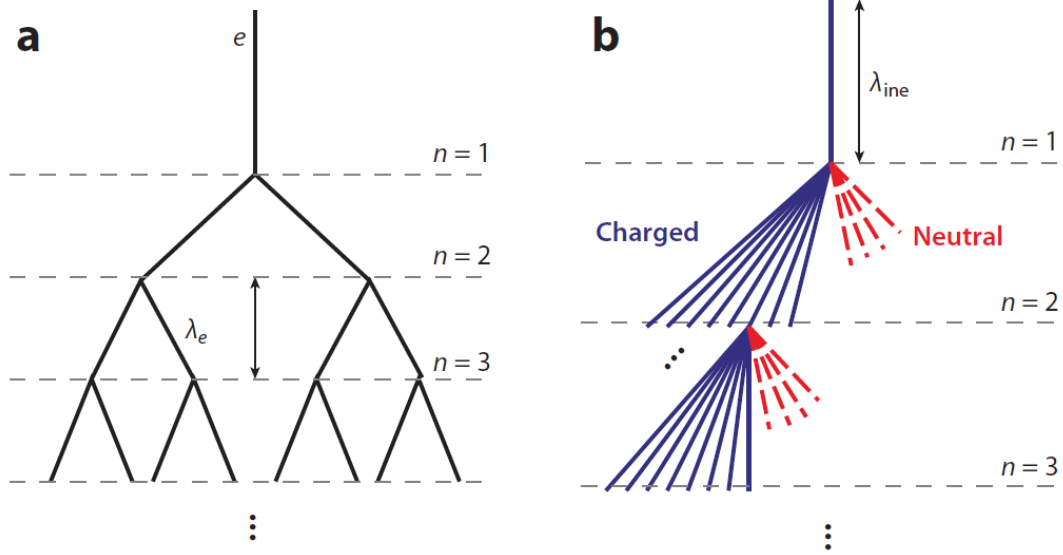 a
e
n = 1
n = 2
λe
n = 3
⋮
b
λine
n = 1
Charged
Neutral
n = 2
⋰
n = 3
⋮